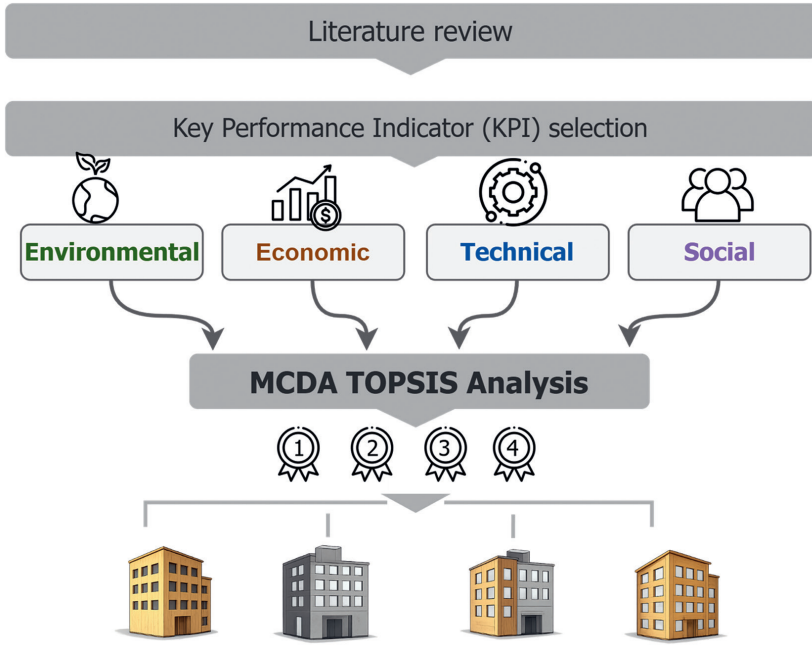 Literature review
Key Performance Indicator (KPI) selection
$
Environmental
Economic
Technical
Social
MCDA TOPSIS Analysis
1 2 3 4